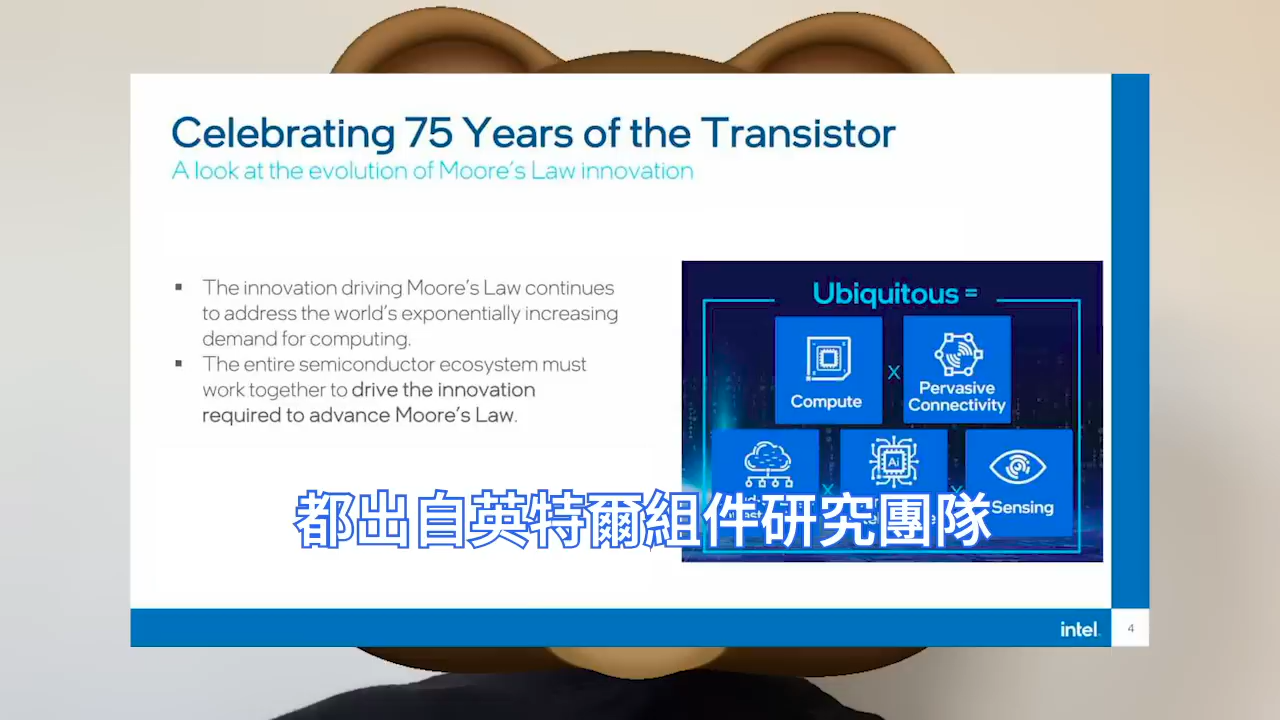 Celebrating 75 Years of the Transistor
A look at the evolution of Moore's Law innovation
▪ The innovation driving Moore's Law continues
to address the world's exponentially increasing
demand for computing.
▪ The entire semiconductor ecosystem must
work together to drive the innovation
required to advance Moore's Law.
Ubiquitous =
Compute
x
Pervasive
Connectivity
Ai
x
x
Sensing
都出自英特爾組件研究團隊
intel
4